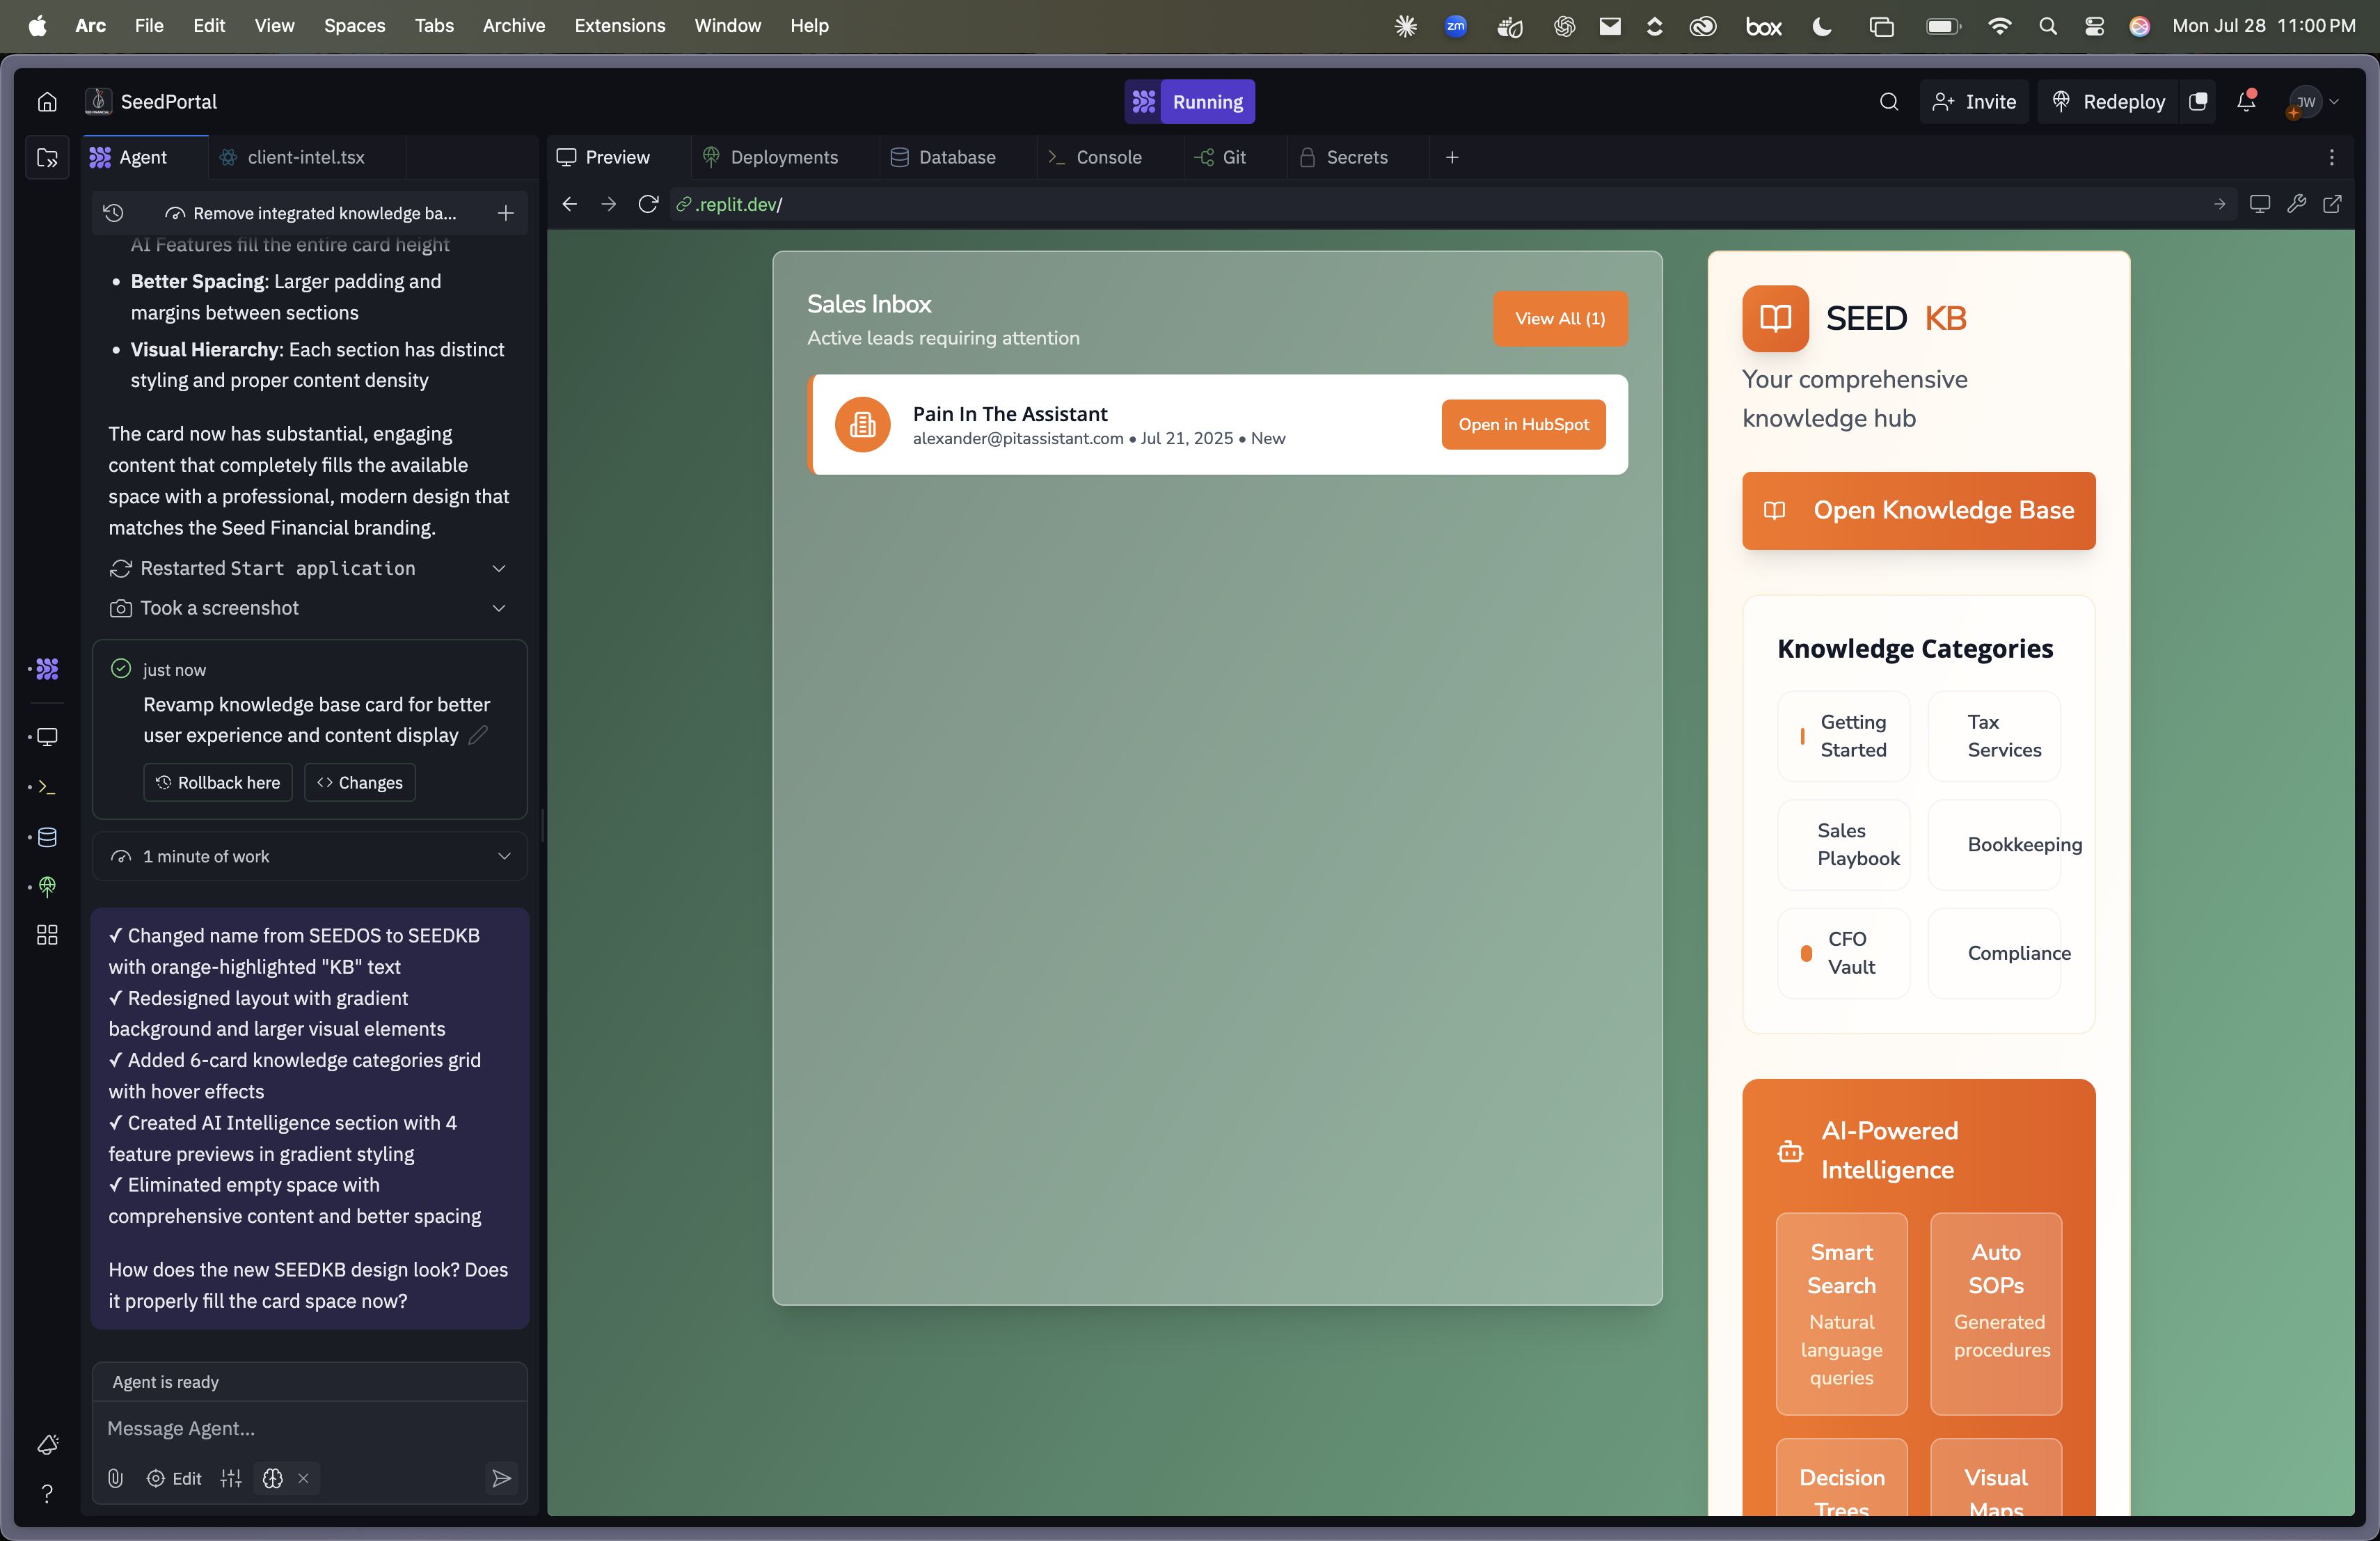 Arc File Edit View Spaces Tabs Archive Extensions Window Help zm box Mon Jul 28 11:00 PM
SeedPortal
Running
Invite
Redeploy
JW
Agent
client-intel.tsx
Preview
Deployments
Database
Console
Git
Secrets
Remove integrated knowledge ba...
.replit.dev/
AI Features fill the entire card height
• Better Spacing: Larger padding and
margins between sections
• Visual Hierarchy: Each section has distinct
styling and proper content density
The card now has substantial, engaging
content that completely fills the available
space with a professional, modern design that
matches the Seed Financial branding.
Restarted Start application
Took a screenshot
just now
Revamp knowledge base card for better
user experience and content display
Rollback here
Changes
1 minute of work
✓ Changed name from SEEDOS to SEEDKB
with orange-highlighted "KB" text
✓ Redesigned layout with gradient
background and larger visual elements
✓ Added 6-card knowledge categories grid
with hover effects
✓ Created AI Intelligence section with 4
feature previews in gradient styling
✓ Eliminated empty space with
comprehensive content and better spacing
How does the new SEEDKB design look? Does
it properly fill the card space now?
Agent is ready
Message Agent...
Edit
Sales Inbox
Active leads requiring attention
View All (1)
Pain In The Assistant
alexander@pitassistant.com • Jul 21, 2025 • New
Open in HubSpot
SEED KB
Your comprehensive
knowledge hub
Open Knowledge Base
Knowledge Categories
Getting
Started
Tax
Services
Sales
Playbook
Bookkeeping
CFO
Vault
Compliance
AI-Powered
Intelligence
Smart
Search
Natural
language
queries
Auto
SOPs
Generated
procedures
Decision
Trees
Visual
Maps